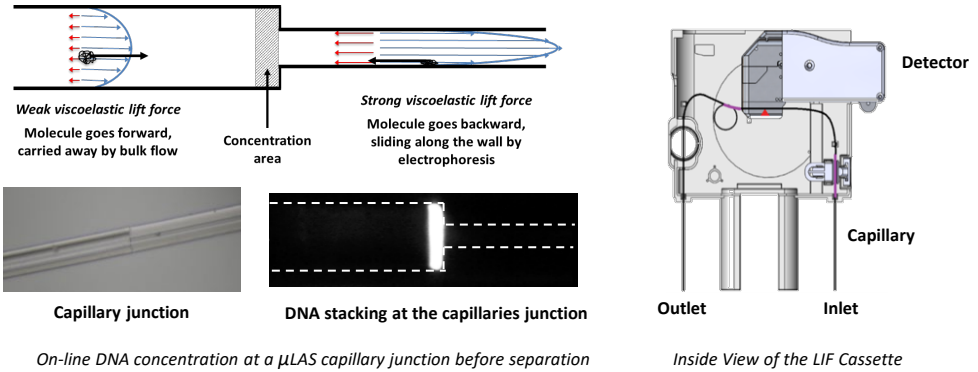 Weak viscoelastic lift force
Molecule goes forward,
carried away by bulk flow
Concentration
area
Strong viscoelastic lift force
Molecule goes backward,
sliding along the wall by
electrophoresis
Detector
Capillary
Outlet
Inlet
Capillary junction
DNA stacking at the capillaries junction
On-line DNA concentration at a µLAS capillary junction before separation
Inside View of the LIF Cassette